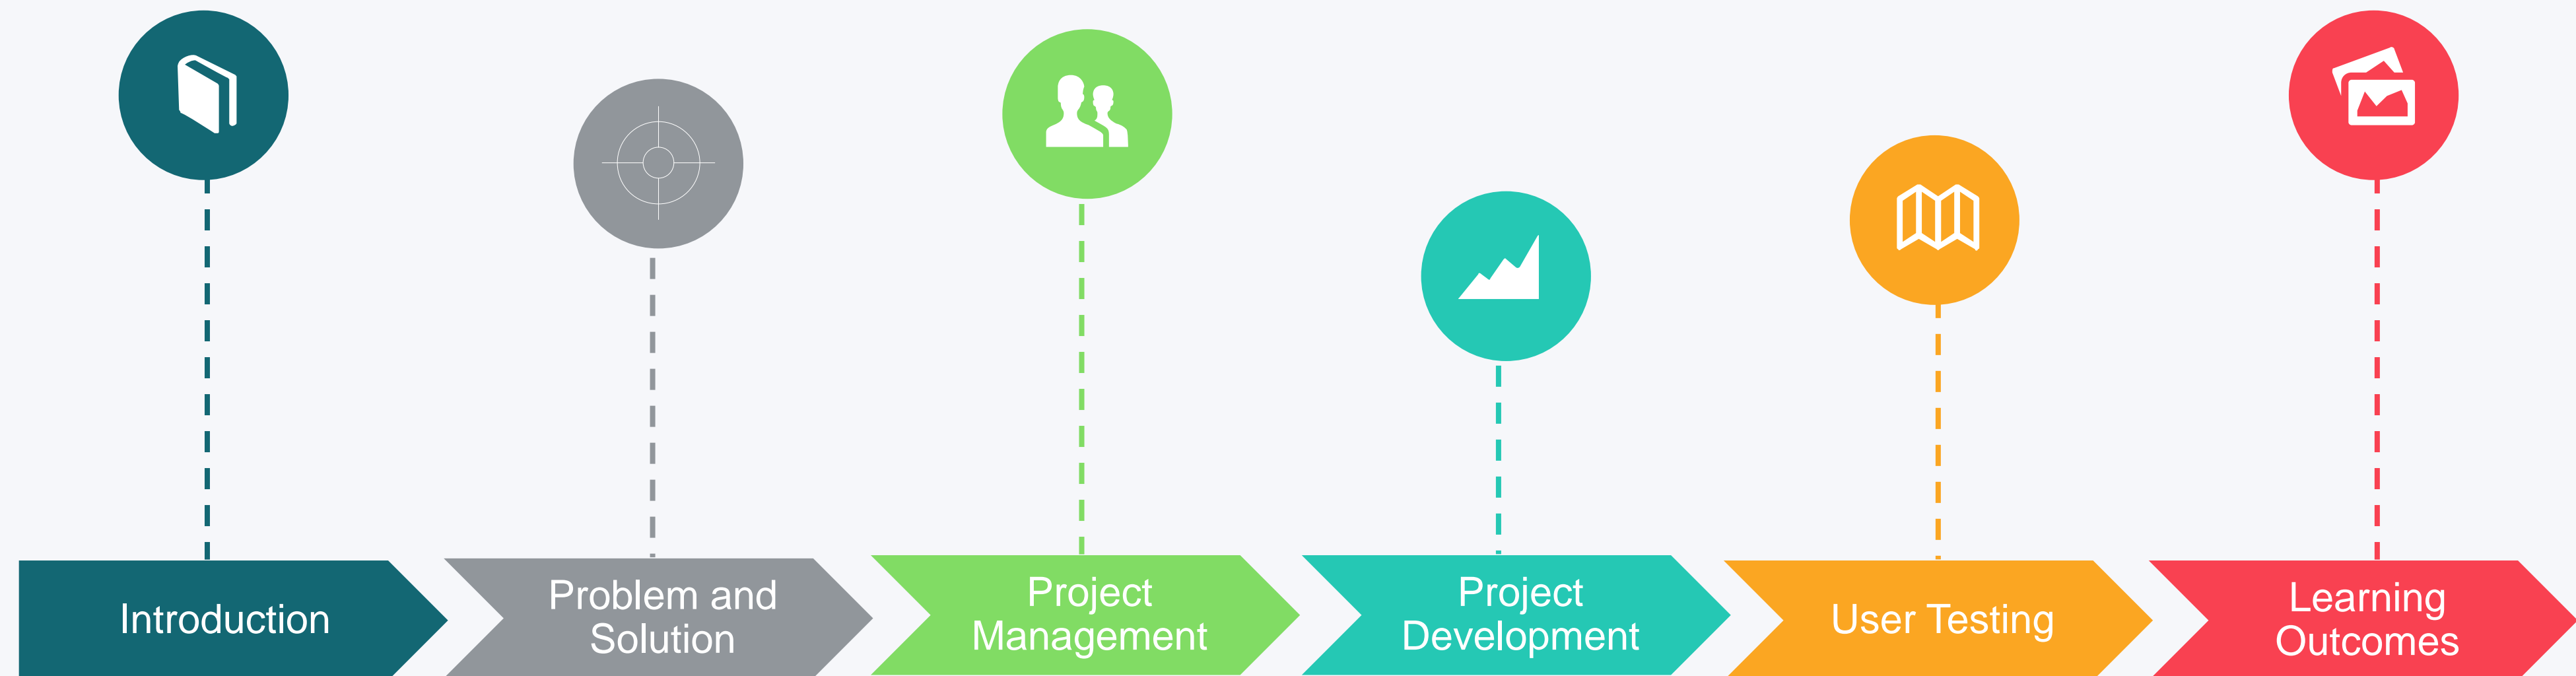 Introduction
Problem and
Solution
Project
Management
Project
Development
User Testing
Learning
Outcomes